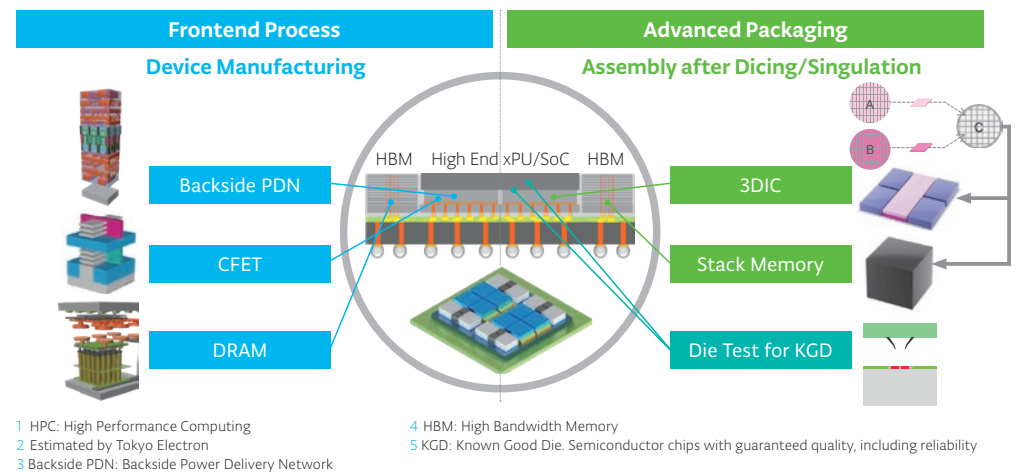 Frontend Process
Advanced Packaging
Device Manufacturing
Assembly after Dicing/Singulation
A
B
C
HBM
High End xPU/SoC
HBM
Backside PDN
3DIC
CFET
Stack Memory
DRAM
Die Test for KGD
1 HPC: High Performance Computing
2 Estimated by Tokyo Electron
3 Backside PDN: Backside Power Delivery Network
4 HBM: High Bandwidth Memory
5 KGD: Known Good Die. Semiconductor chips with guaranteed quality, including reliability